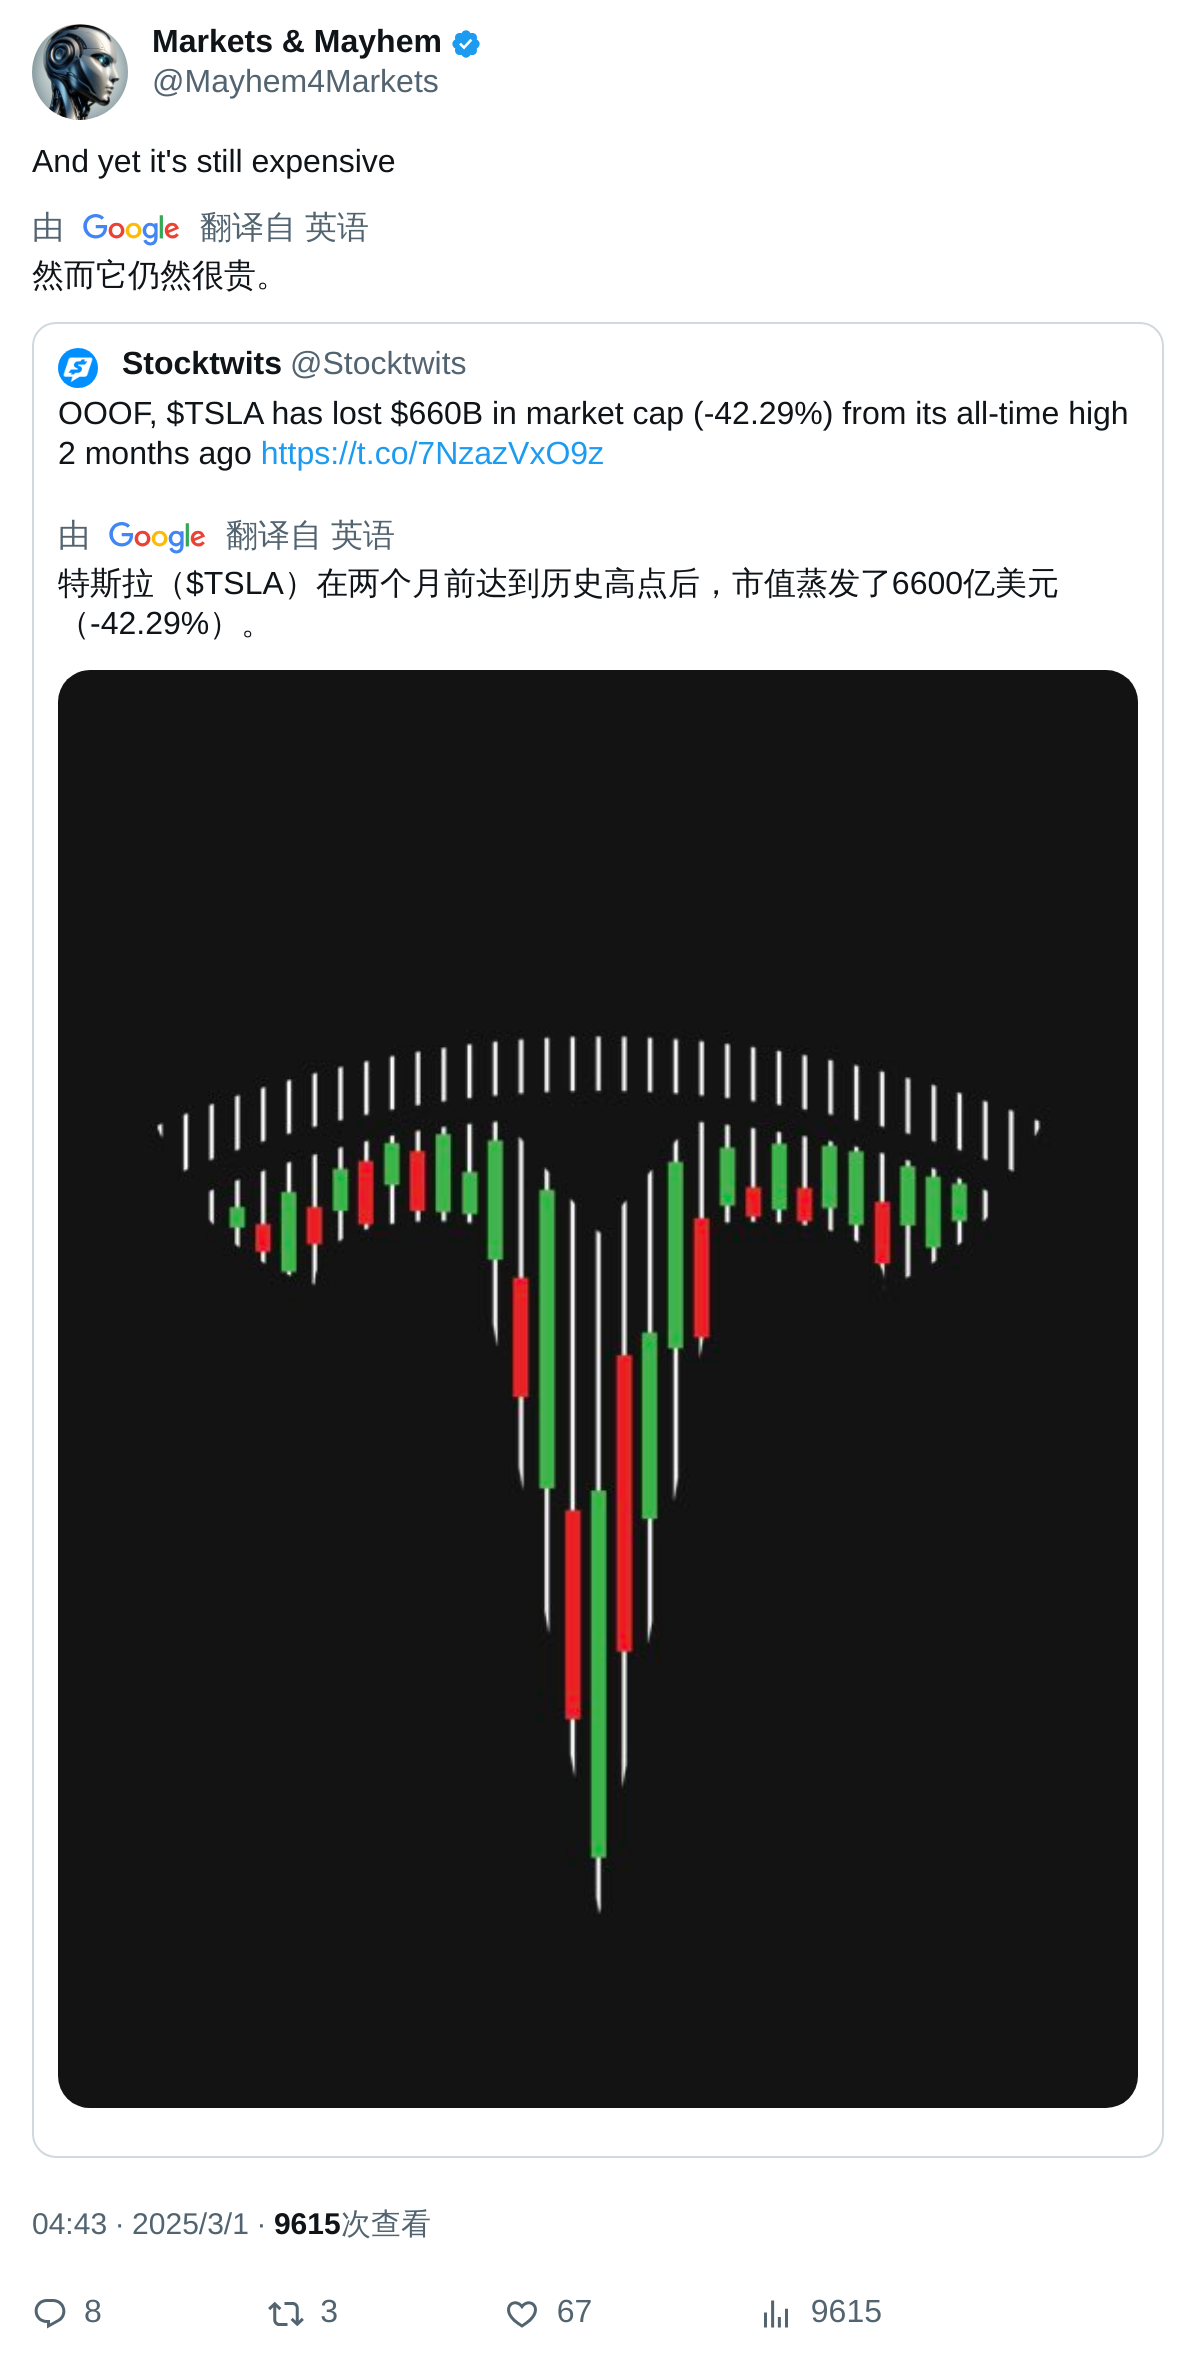 Markets & Mayhem
@Mayhem4Markets
And yet it's still expensive
由 Google 翻译自 英语
然而它仍然很贵。
Stocktwits @Stocktwits
OOOF, $TSLA has lost $660B in market cap (-42.29%) from its all-time high
2 months ago https://t.co/7NzazVxO9z
由 Google 翻译自 英语
特斯拉（$TSLA）在两个月前达到历史高点后，市值蒸发了6600亿美元
（-42.29%）。
04:43 · 2025/3/1 · 9615次查看
8 3 67 9615